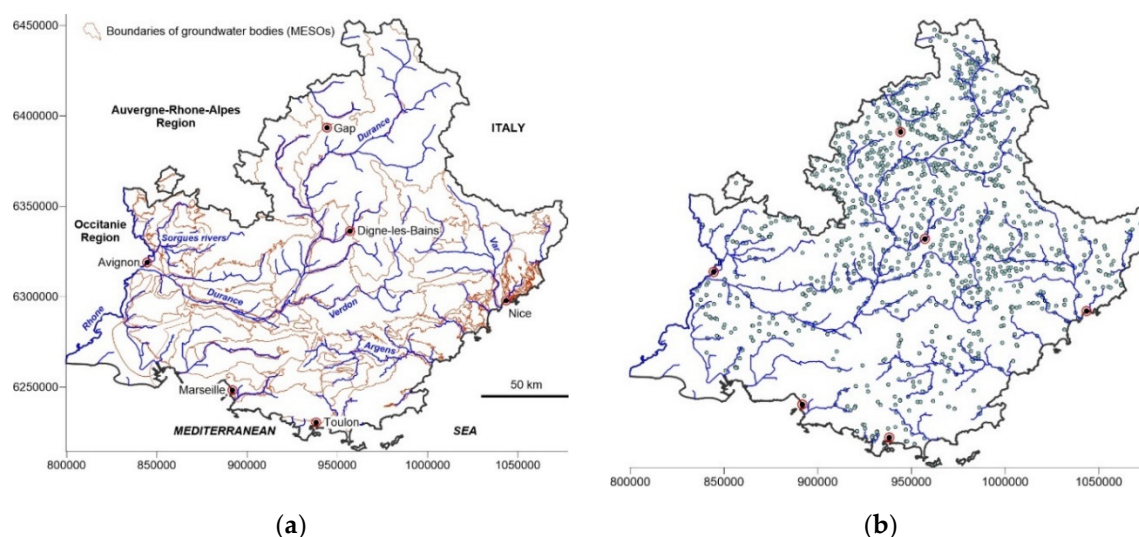 6450000
Boundaries of groundwater bodies (MESOs)
6400000
Auvergne-Rhone-Alpes
Region
ITALY
Gap
Durance
6350000
Occitanie
Region
Sorgues rivers
Digne-les-Bains
Var
Avignon
6300000
Rhone
Durance
Verdon
Nice
Argens
6250000
Marseille
50 km
MEDITERRANEAN
Toulon
SEA
800000 850000 900000 950000 1000000 1050000
800000 850000 900000 950000 1000000 1050000
(a) (b)